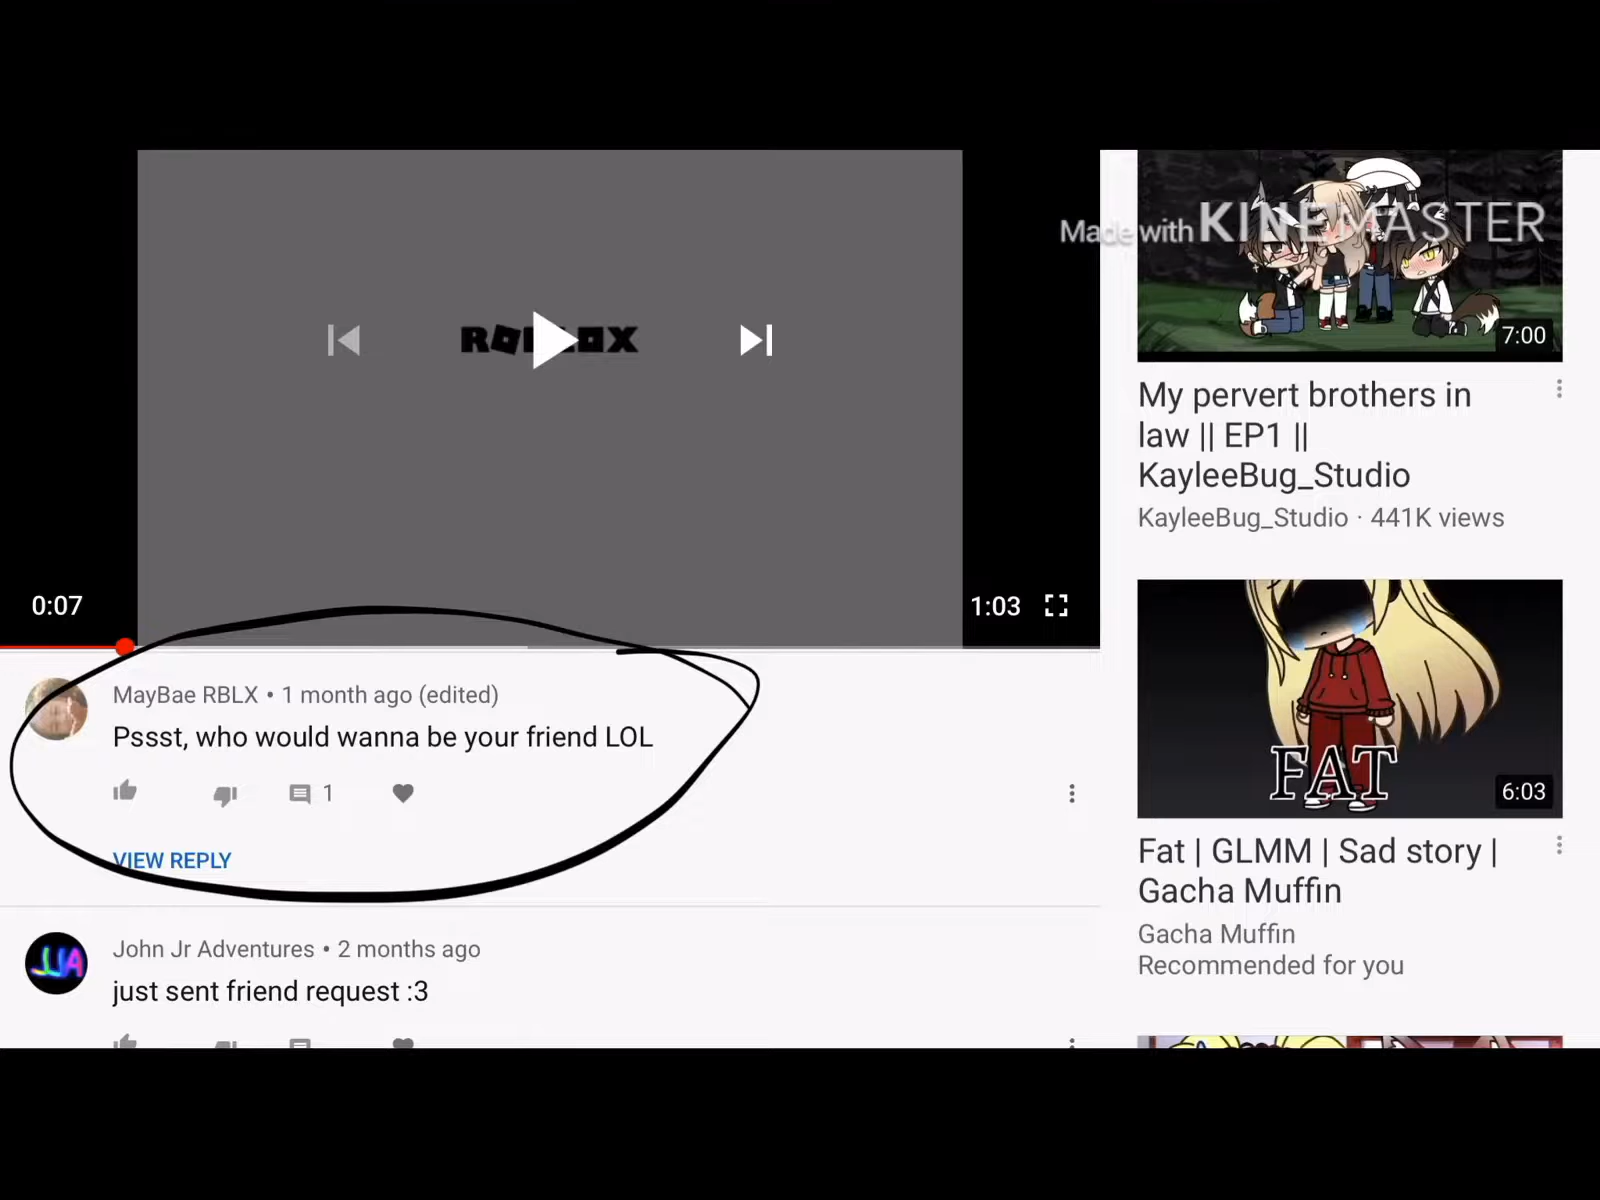 Made with KINEMASTER
ROBLOX
0:07
1:03
MayBae RBLX • 1 month ago (edited)
Pssst, who would wanna be your friend LOL
1
VIEW REPLY
John Jr Adventures • 2 months ago
just sent friend request :3
JJA
7:00
My pervert brothers in
law || EP1 ||
KayleeBug_Studio
KayleeBug_Studio · 441K views
FAT
6:03
Fat | GLMM | Sad story |
Gacha Muffin
Gacha Muffin
Recommended for you